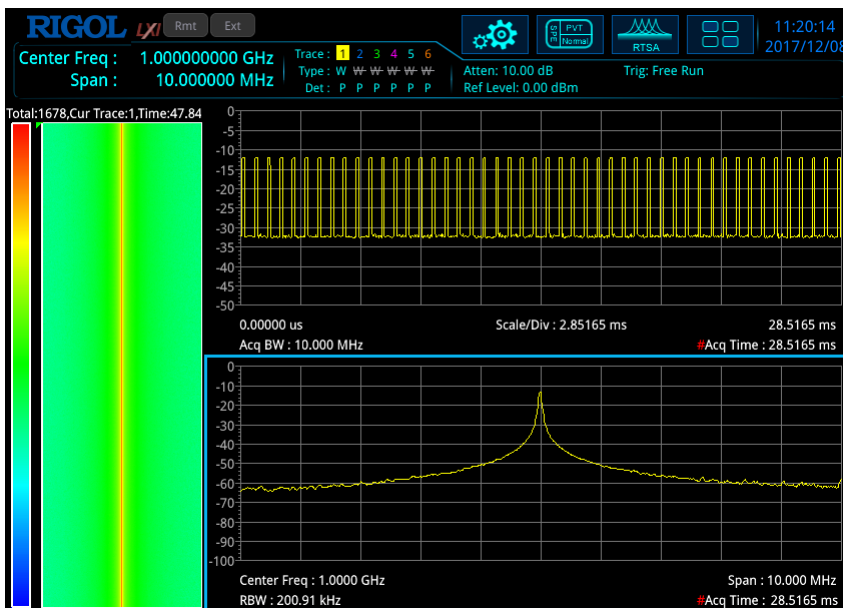 RIGOL LXI Rmt Ext
Center Freq : 1.000000000 GHz
Span : 10.000000 MHz
Trace : 1 2 3 4 5 6
Type : W W W W W W
Det : P P P P P P
SPE PVT Normal
RTSA
11:20:14
2017/12/08
Atten: 10.00 dB Trig: Free Run
Ref Level: 0.00 dBm
Total:1678,Cur Trace:1,Time:47.84
0
-5
-10
-15
-20
-25
-30
-35
-40
-45
-50
0.00000 us Scale/Div : 2.85165 ms 28.5165 ms
Acq BW : 10.000 MHz #Acq Time : 28.5165 ms
0
-10
-20
-30
-40
-50
-60
-70
-80
-90
-100
Center Freq : 1.0000 GHz Span : 10.000 MHz
RBW : 200.91 kHz #Acq Time : 28.5165 ms